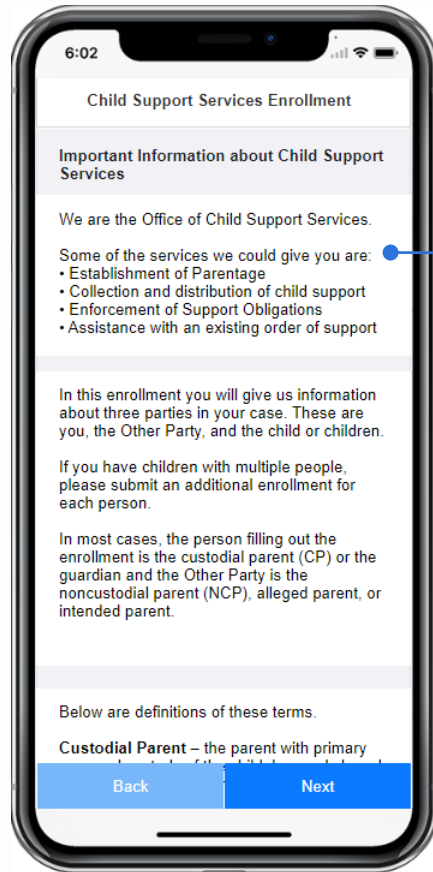 6:02
Child Support Services Enrollment
Important Information about Child Support
Services
We are the Office of Child Support Services.
Some of the services we could give you are:
• Establishment of Parentage
• Collection and distribution of child support
• Enforcement of Support Obligations
• Assistance with an existing order of support
In this enrollment you will give us information
about three parties in your case. These are
you, the Other Party, and the child or children.
If you have children with multiple people,
please submit an additional enrollment for
each person.
In most cases, the person filling out the
enrollment is the custodial parent (CP) or the
guardian and the Other Party is the
noncustodial parent (NCP), alleged parent, or
intended parent.
Below are definitions of these terms.
Custodial Parent – the parent with primary
Back Next